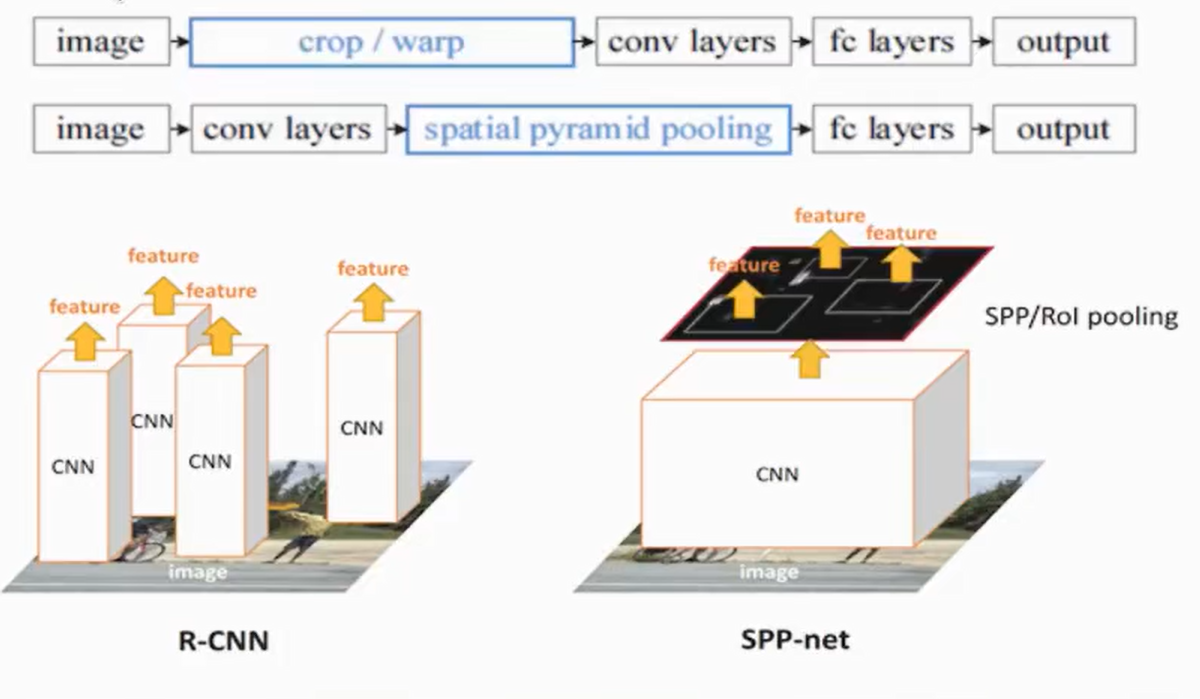 image crop / warp conv layers fc layers output
image conv layers spatial pyramid pooling fc layers output
feature
feature
feature
feature
CNN
CNN
CNN
CNN
image
R-CNN
feature
feature
feature
SPP/RoI pooling
CNN
image
SPP-net